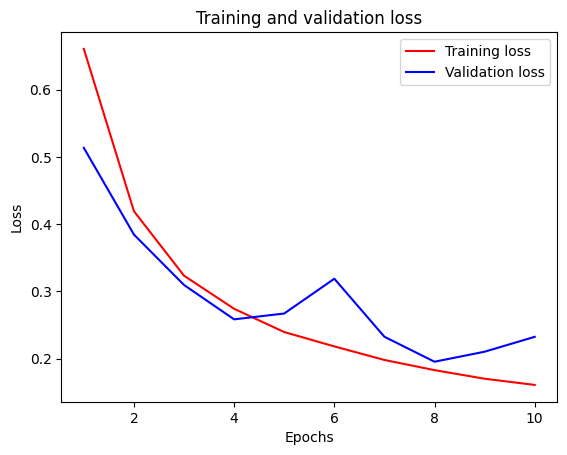 Training and validation loss
Training loss
Validation loss
0.6
0.5
0.4
0.3
0.2
Loss
2
4
6
8
10
Epochs